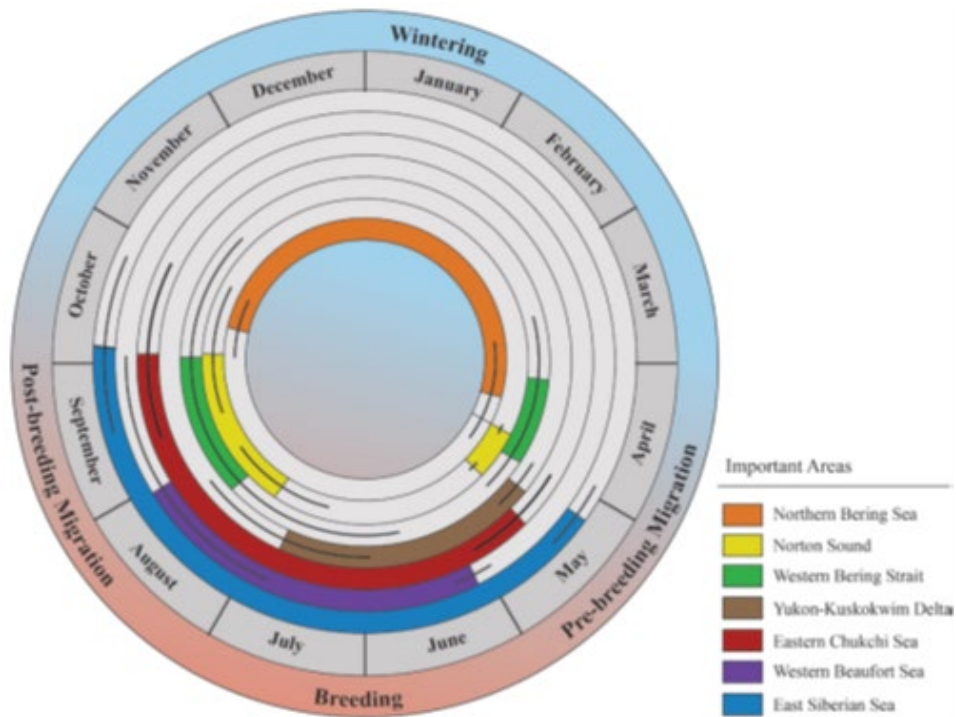 Wintering
January
February
March
April
May
June
July
August
September
October
November
December
Pre-breeding Migration
Breeding
Post-breeding Migration
Important Areas
Northern Bering Sea
Norton Sound
Western Bering Strait
Yukon-Kuskokwim Delta
Eastern Chukchi Sea
Western Beaufort Sea
East Siberian Sea